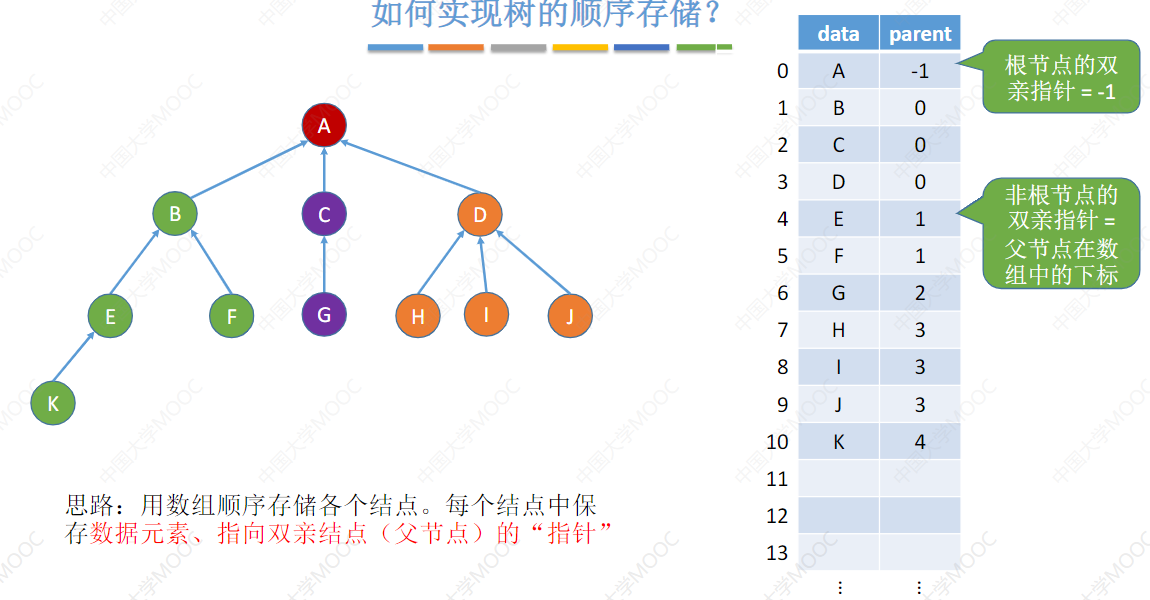 如何实现树的顺序存储？
data parent
0 A -1
1 B 0
2 C 0
3 D 0
4 E 1
5 F 1
6 G 2
7 H 3
8 I 3
9 J 3
10 K 4
11
12
13
⋮ ⋮
根节点的双
亲指针 = -1
非根节点的
双亲指针 =
父节点在数
组中的下标
A
B C D
E F G H I J
K
思路：用数组顺序存储各个结点。每个结点中保
存数据元素、指向双亲结点（父节点）的“指针”
中国大学MOOC